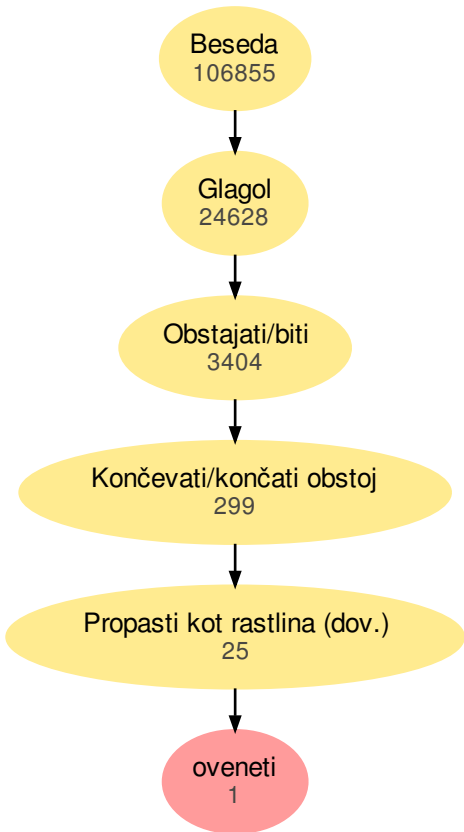 Beseda
106855
Glagol
24628
Obstajati/biti
3404
Končevati/končati obstoj
299
Propasti kot rastlina (dov.)
25
oveneti
1